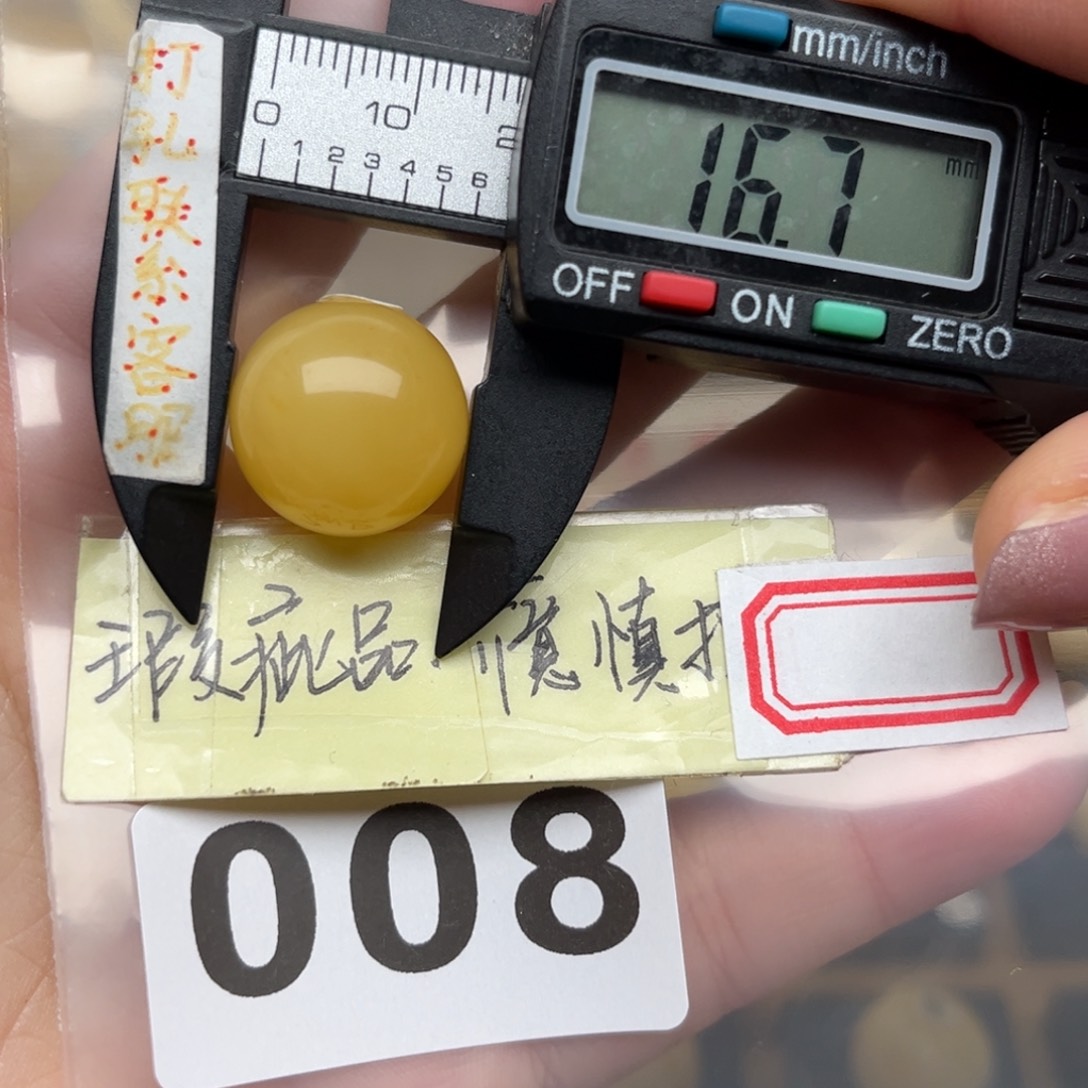 打孔联系客服
0 10 2
1 2 3 4 5 6
mm/inch
16.7 mm
OFF ON ZERO
瑕疵品.慎
008